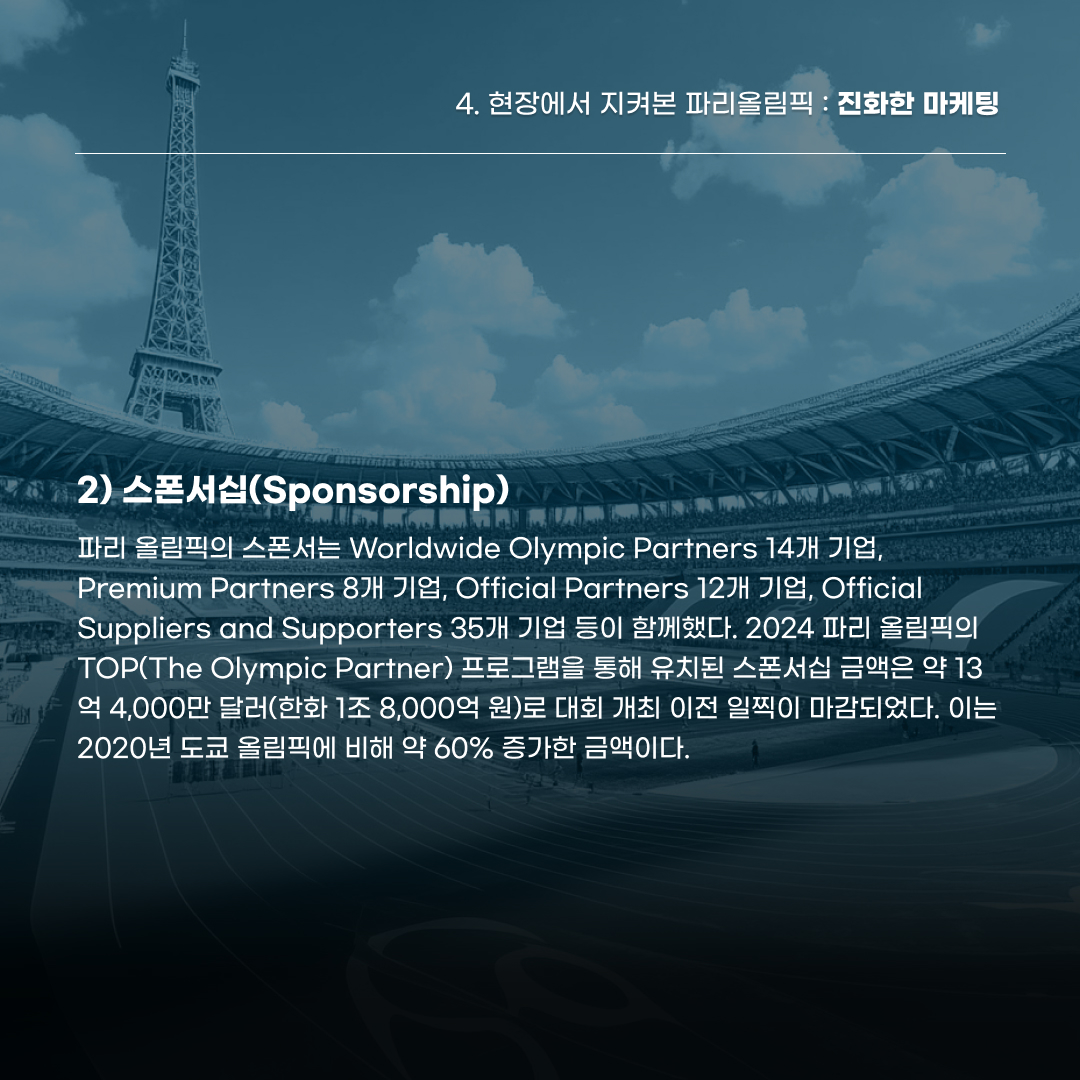 4. 현장에서 지켜본 파리올림픽 : 진화한 마케팅
2) 스폰서십(Sponsorship)
파리 올림픽의 스폰서는 Worldwide Olympic Partners 14개 기업,
Premium Partners 8개 기업, Official Partners 12개 기업, Official
Suppliers and Supporters 35개 기업 등이 함께했다. 2024 파리 올림픽의
TOP(The Olympic Partner) 프로그램을 통해 유치된 스폰서십 금액은 약 13
억 4,000만 달러(한화 1조 8,000억 원)로 대회 개최 이전 일찍이 마감되었다. 이는
2020년 도쿄 올림픽에 비해 약 60% 증가한 금액이다.